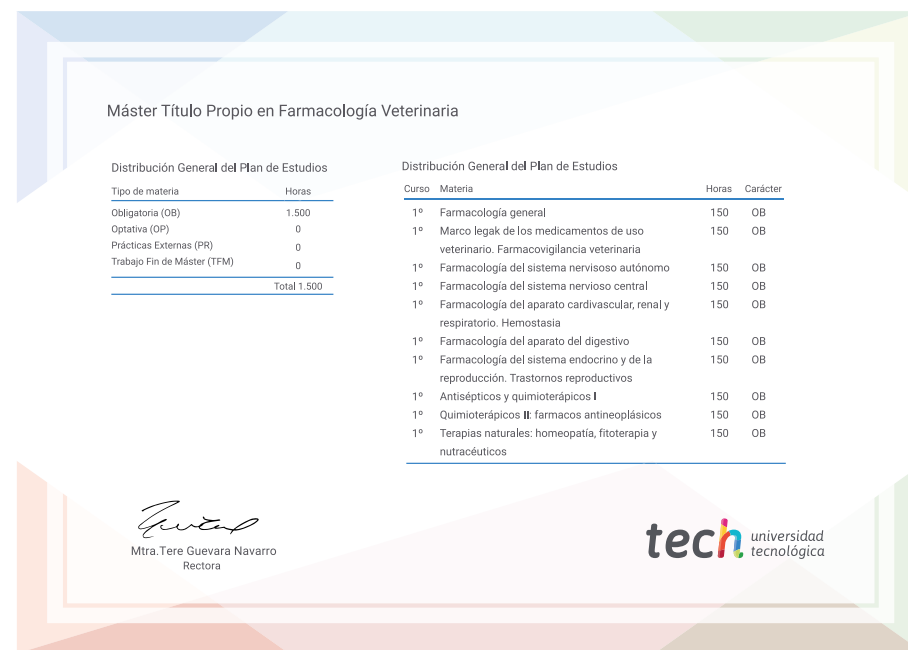 Máster Título Propio en Farmacología Veterinaria
Distribución General del Plan de Estudios
Tipo de materia Horas
Obligatoria (OB) 1.500
Optativa (OP) 0
Prácticas Externas (PR) 0
Trabajo Fin de Máster (TFM) 0
Total 1.500
Distribución General del Plan de Estudios
Curso Materia Horas Carácter
1º Farmacología general 150 OB
1º Marco legak de los medicamentos de uso 150 OB
veterinario. Farmacovigilancia veterinaria
1º Farmacología del sistema nervisoso autónomo 150 OB
1º Farmacología del sistema nervioso central 150 OB
1º Farmacología del aparato cardivascular, renal y 150 OB
respiratorio. Hemostasia
1º Farmacología del aparato del digestivo 150 OB
1º Farmacología del sistema endocrino y de la 150 OB
reproducción. Trastornos reproductivos
1º Antisépticos y quimioterápicos I 150 OB
1º Quimioterápicos II: farmacos antineoplásicos 150 OB
1º Terapias naturales: homeopatía, fitoterapia y 150 OB
nutracéuticos
Mtra.Tere Guevara Navarro
Rectora
tech universidad
tecnológica